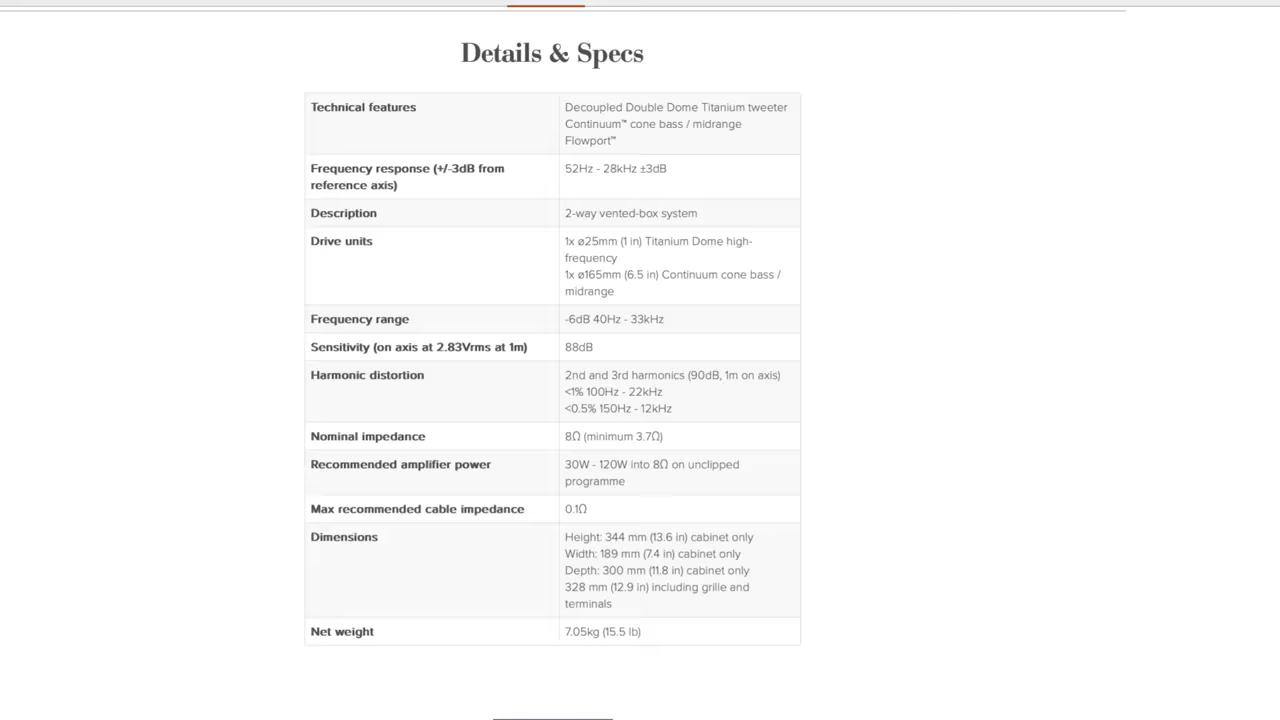 Details & Specs
Technical features
Decoupled Double Dome Titanium tweeter
Continuum™ cone bass / midrange
Flowport™
Frequency response (+/-3dB from
reference axis)
52Hz - 28kHz ±3dB
Description
2-way vented-box system
Drive units
1x ø25mm (1 in) Titanium Dome high-
frequency
1x ø165mm (6.5 in) Continuum cone bass /
midrange
Frequency range
-6dB 40Hz - 33kHz
Sensitivity (on axis at 2.83Vrms at 1m)
88dB
Harmonic distortion
2nd and 3rd harmonics (90dB, 1m on axis)
<1% 100Hz - 22kHz
<0.5% 150Hz - 12kHz
Nominal impedance
8Ω (minimum 3.7Ω)
Recommended amplifier power
30W - 120W into 8Ω on unclipped
programme
Max recommended cable impedance
0.1Ω
Dimensions
Height: 344 mm (13.6 in) cabinet only
Width: 189 mm (7.4 in) cabinet only
Depth: 300 mm (11.8 in) cabinet only
328 mm (12.9 in) including grille and
terminals
Net weight
7.05kg (15.5 lb)